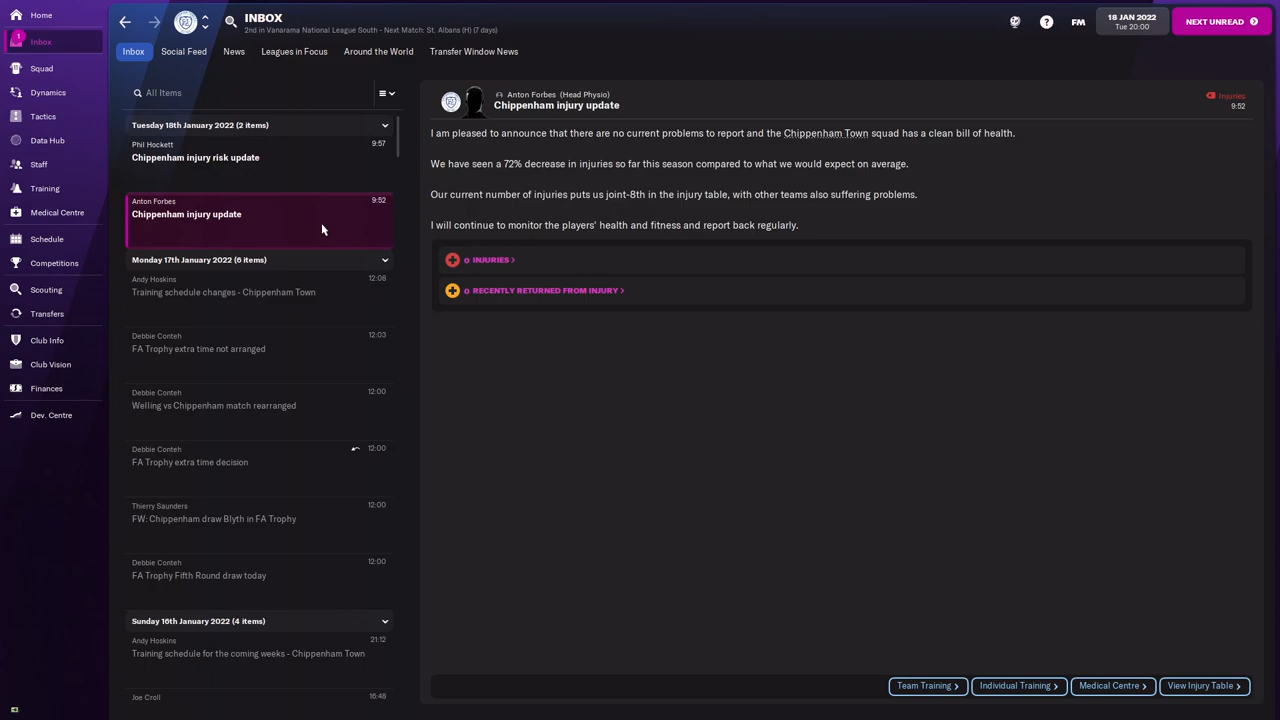 Home
1
Inbox
Squad
Dynamics
Tactics
Data Hub
Staff
Training
Medical Centre
Schedule
Competitions
Scouting
Transfers
Club Info
Club Vision
Finances
Dev. Centre
INBOX
2nd in Vanarama National League South - Next Match: St. Albans (H) (7 days)
FM
18 JAN 2022
Tue 20:00
NEXT UNREAD
Inbox
Social Feed
News
Leagues in Focus
Around the World
Transfer Window News
All Items
Tuesday 18th January 2022 (2 items)
Phil Hockett 9:57
Chippenham injury risk update
Anton Forbes 9:52
Chippenham injury update
Monday 17th January 2022 (6 items)
Andy Hoskins 12:08
Training schedule changes - Chippenham Town
Debbie Conteh 12:03
FA Trophy extra time not arranged
Debbie Conteh 12:00
Welling vs Chippenham match rearranged
Debbie Conteh 12:00
FA Trophy extra time decision
Thierry Saunders 12:00
FW: Chippenham draw Blyth in FA Trophy
Debbie Conteh 12:00
FA Trophy Fifth Round draw today
Sunday 16th January 2022 (4 items)
Andy Hoskins 21:12
Training schedule for the coming weeks - Chippenham Town
Joe Croll 16:48
Anton Forbes (Head Physio)
Chippenham injury update
Injuries
9:52
I am pleased to announce that there are no current problems to report and the Chippenham Town squad has a clean bill of health.
We have seen a 72% decrease in injuries so far this season compared to what we would expect on average.
Our current number of injuries puts us joint-8th in the injury table, with other teams also suffering problems.
I will continue to monitor the players' health and fitness and report back regularly.
0 INJURIES >
0 RECENTLY RETURNED FROM INJURY >
Team Training >
Individual Training >
Medical Centre >
View Injury Table >